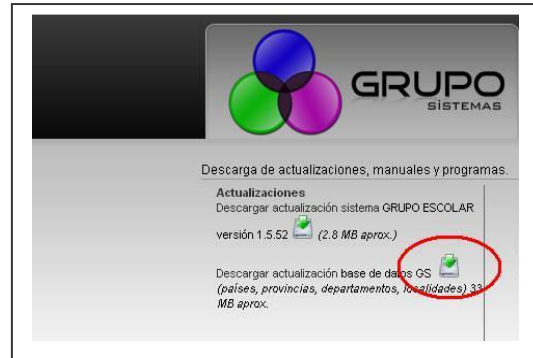 GRUPO
SISTEMAS
Descarga de actualizaciones, manuales y programas.
Actualizaciones
Descargar actualización sistema GRUPO ESCOLAR
versión 1.5.52 (2.8 MB aprox.)
Descargar actualización base de datos GS
(países, provincias, departamentos, localidades) 33
MB aprox.